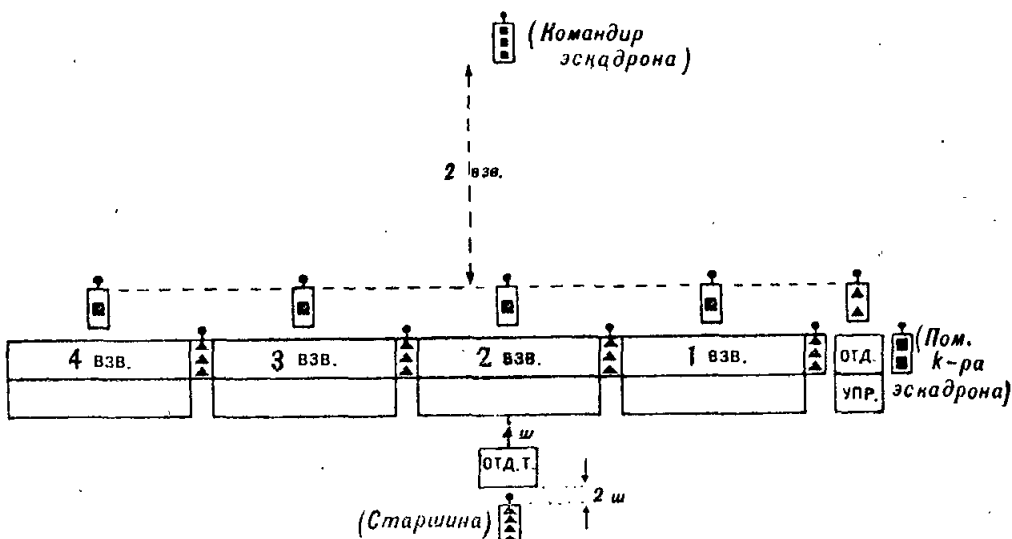 (Командир
эскадрона)
2 взв.
4 взв.
3 взв.
2 взв.
1 взв.
ОТД.
УПР.
(Пом.
к-ра
эскадрона)
4 ш
ОТД. Т.
2 ш
(Старшина)